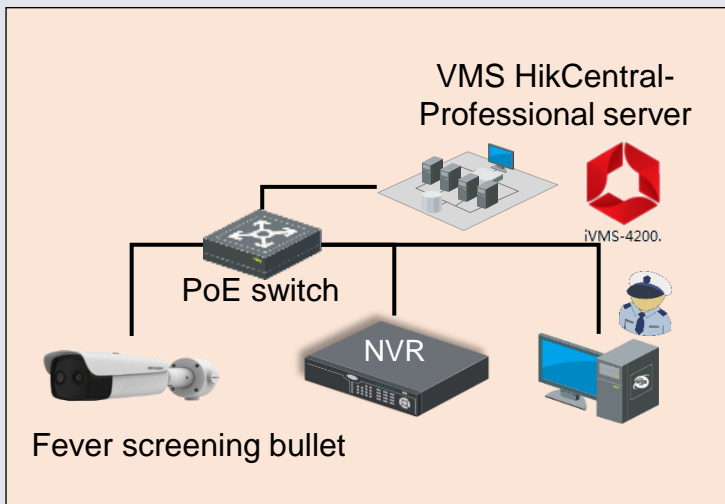 VMS HikCentral-
Professional server
iVMS-4200.
PoE switch
NVR
Fever screening bullet